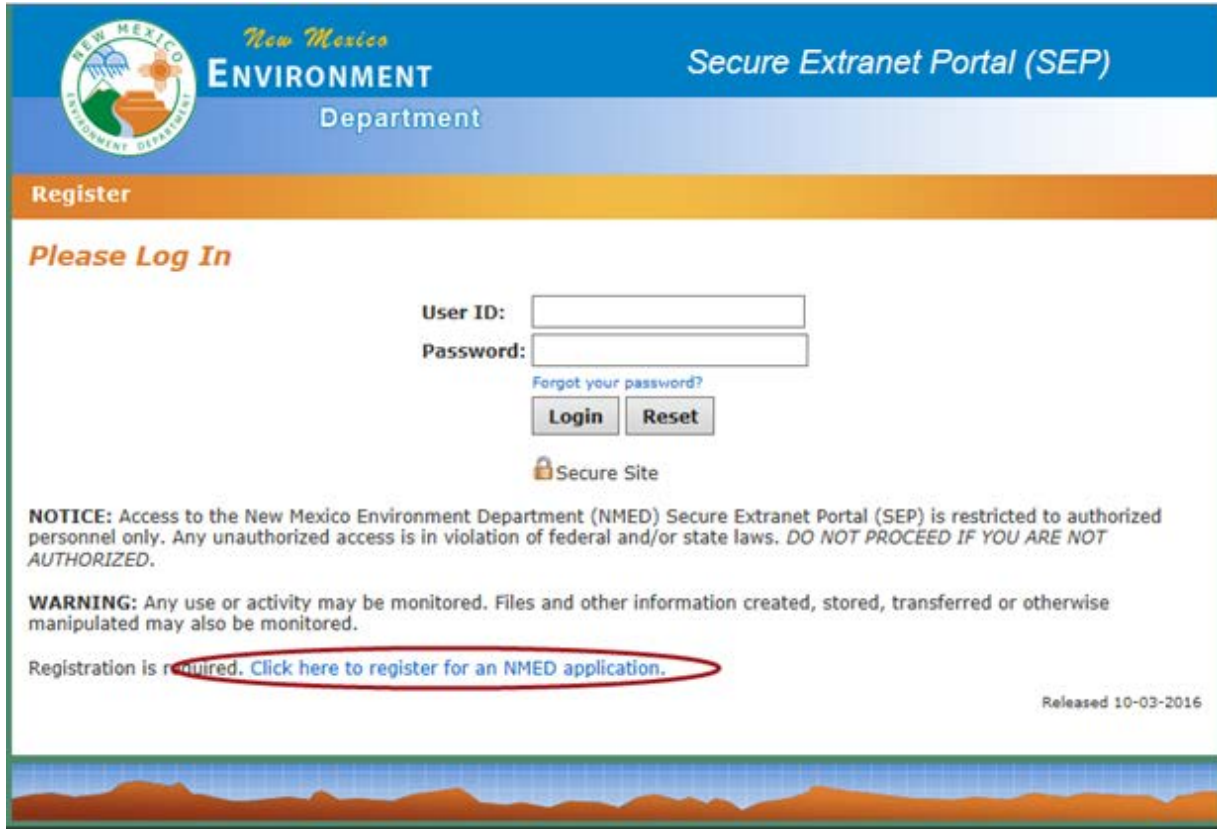 NEW MEXICO
ENVIRONMENT DEPARTMENT
New Mexico
ENVIRONMENT
Department
Secure Extranet Portal (SEP)
Register
Please Log In
User ID:
Password:
Forgot your password?
Login Reset
Secure Site
NOTICE: Access to the New Mexico Environment Department (NMED) Secure Extranet Portal (SEP) is restricted to authorized
personnel only. Any unauthorized access is in violation of federal and/or state laws. DO NOT PROCEED IF YOU ARE NOT
AUTHORIZED.
WARNING: Any use or activity may be monitored. Files and other information created, stored, transferred or otherwise
manipulated may also be monitored.
Registration is required. Click here to register for an NMED application.
Released 10-03-2016